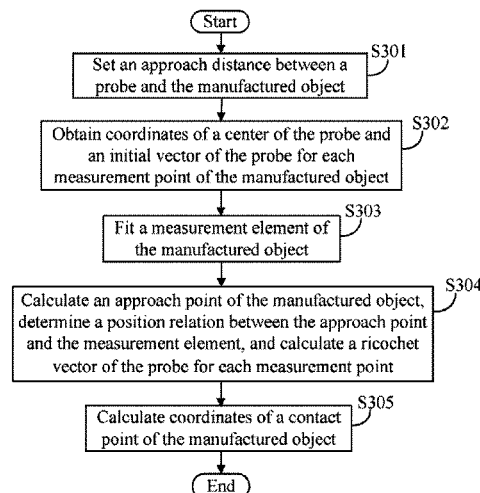 Start
S301
Set an approach distance between a
probe and the manufactured object
S302
Obtain coordinates of a center of the probe and
an initial vector of the probe for each
measurement point of the manufactured object
S303
Fit a measurement element of
the manufactured object
S304
Calculate an approach point of the manufactured object,
determine a position relation between the approach point
and the measurement element, and calculate a ricochet
vector of the probe for each measurement point
S305
Calculate coordinates of a contact
point of the manufactured object
End